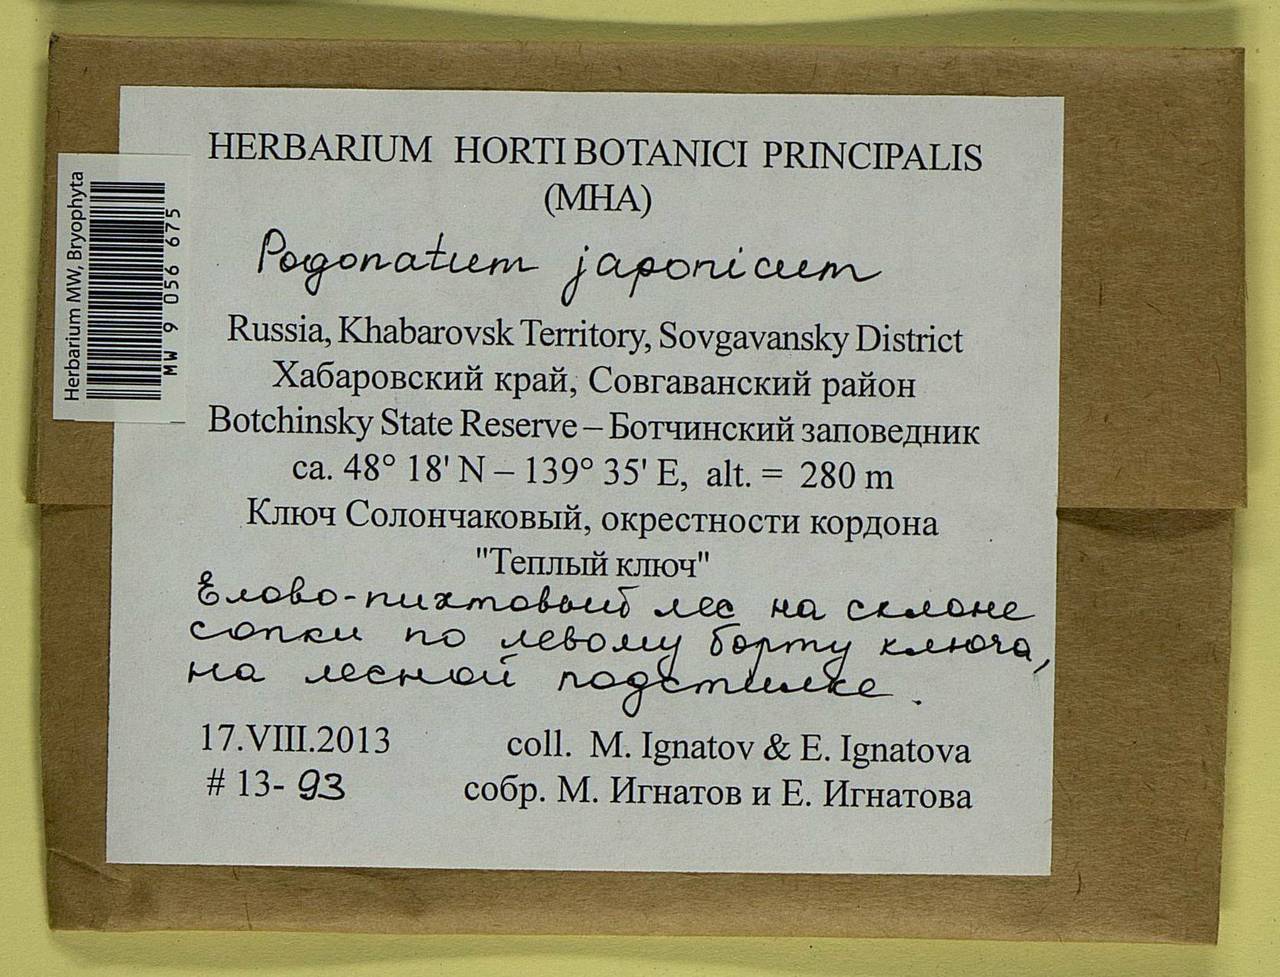 HERBARIUM HORTI BOTANICI PRINCIPALIS
(MHA)
Herbarium MW, Bryophyta
MW 9 056 675
Pogonatum japonicum
Russia, Khabarovsk Territory, Sovgavansky District
Хабаровский край, Совгаванский район
Botchinsky State Reserve – Ботчинский заповедник
ca. 48° 18' N – 139° 35' E, alt. = 280 m
Ключ Солончаковый, окрестности кордона
"Теплый ключ"
Елово-пихтовый лес на склоне
сопки по левому борту ключа,
на лесной подстилке.
17.VIII.2013 coll. M. Ignatov & E. Ignatova
# 13-93 собр. М. Игнатов и Е. Игнатова